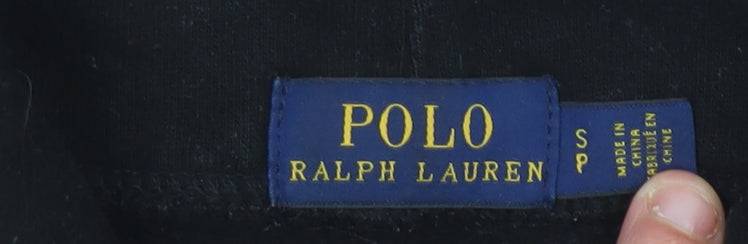 POLO
RALPH LAUREN
S
P
MADE IN
CHINA
FABRIQUÉ EN
CHINE